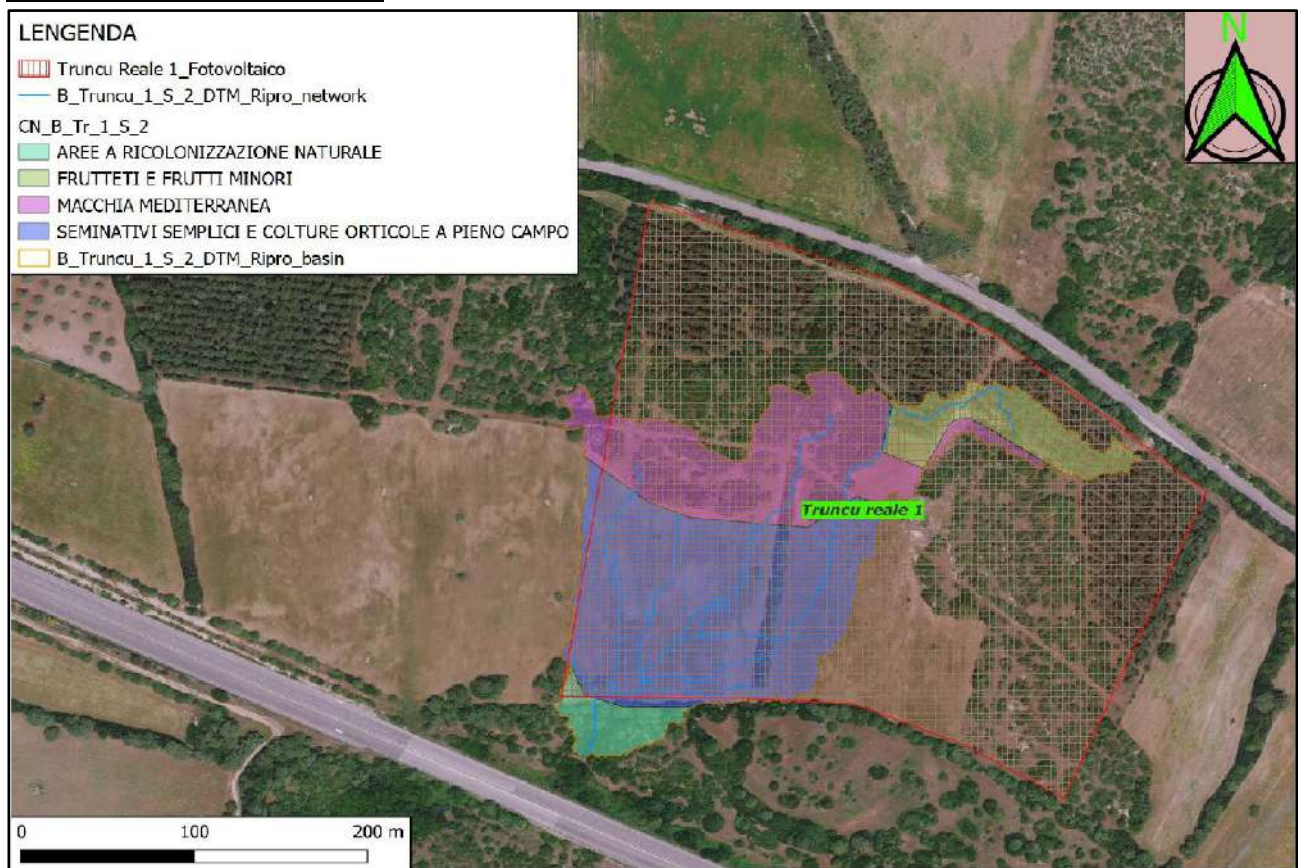 LENGENDA
Truncu Reale 1_Fotovoltaico
B_Truncu_1_S_2_DTM_Ripro_network
CN_B_Tr_1_S_2
AREE A RICOLONIZZAZIONE NATURALE
FRUTTETI E FRUTTI MINORI
MACCHIA MEDITERRANEA
SEMINATIVI SEMPLICI E COLTURE ORTICOLE A PIENO CAMPO
B_Truncu_1_S_2_DTM_Ripro_basin
N
Truncu reale 1
0 100 200 m